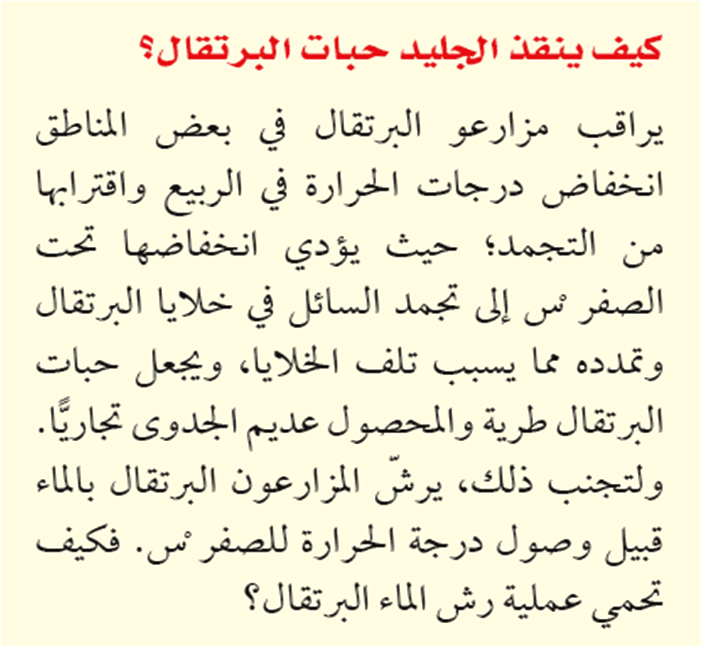 كيف ينقذ الجليد حبات البرتقال؟
يراقب مزارعو البرتقال في بعض المناطق
انخفاض درجات الحرارة في الربيع واقترابها
من التجمد؛ حيث يؤدي انخفاضها تحت
الصفر °س إلى تجمد السائل في خلايا البرتقال
وتمدده مما يسبب تلف الخلايا، ويجعل حبات
البرتقال طرية والمحصول عديم الجدوى تجاريًّا.
ولتجنب ذلك، يرشّ المزارعون البرتقال بالماء
قبيل وصول درجة الحرارة للصفر °س. فكيف
تحمي عملية رش الماء البرتقال؟